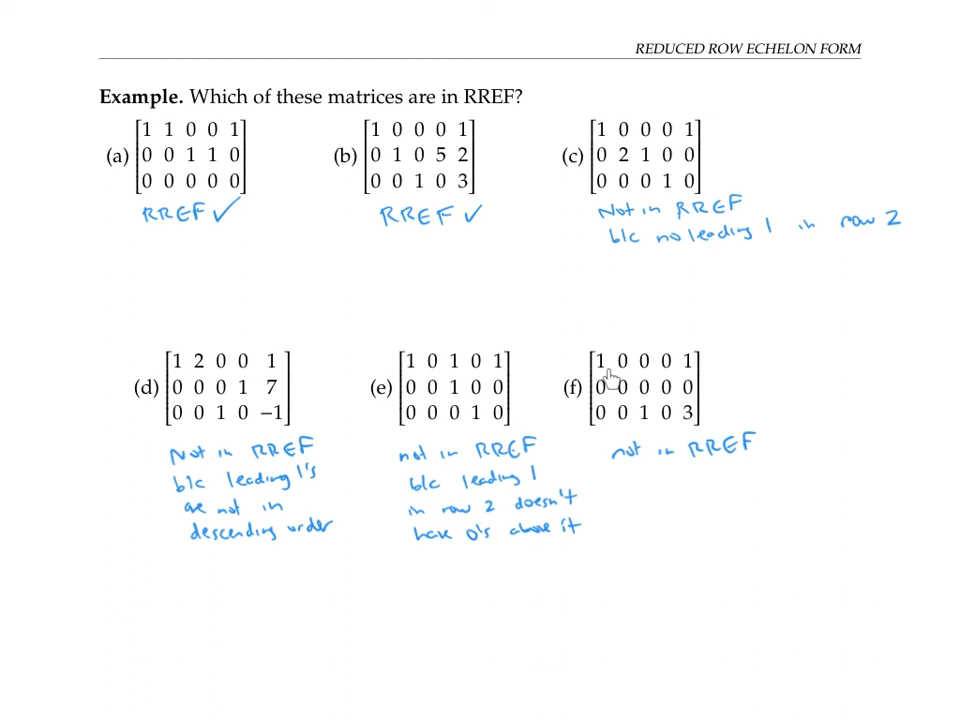 REDUCED ROW ECHELON FORM
Example. Which of these matrices are in RREF?
(a) [1 1 0 0 1
0 0 1 1 0
0 0 0 0 0]
RREF ✓
(b) [1 0 0 0 1
0 1 0 5 2
0 0 1 0 3]
RREF ✓
(c) [1 0 0 0 1
0 2 1 0 0
0 0 0 1 0]
Not in RREF
b/c no leading 1 in row 2
(d) [1 2 0 0 1
0 0 0 1 7
0 0 1 0 −1]
Not in RREF
b/c leading 1's
are not in
descending order
(e) [1 0 1 0 1
0 0 1 0 0
0 0 0 1 0]
not in RREF
b/c leading 1
in row 2 doesn't
have 0's above it
(f) [1 0 0 0 1
0 0 0 0 0
0 0 1 0 3]
not in RREF